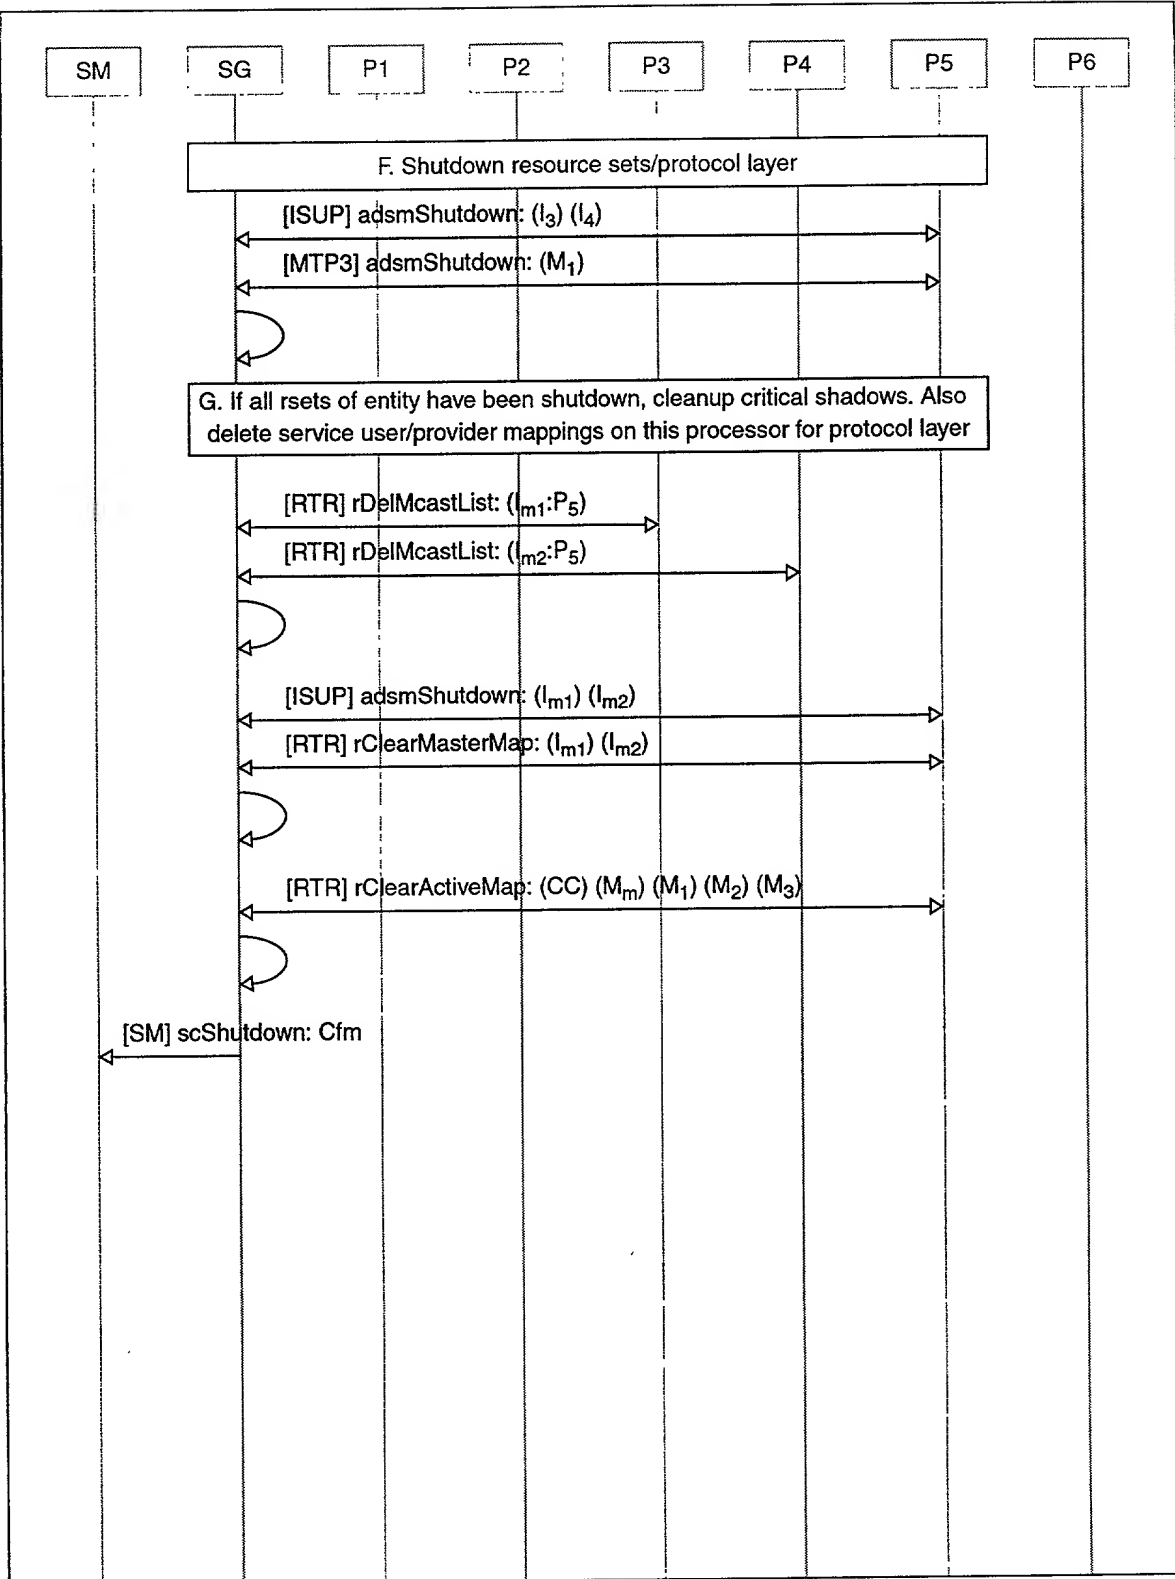 SM SG P1 P2 P3 P4 P5 P6
F. Shutdown resource sets/protocol layer
[ISUP] adsmShutdown: (I3) (I4)
[MTP3] adsmShutdown: (M1)
G. If all rsets of entity have been shutdown, cleanup critical shadows. Also
delete service user/provider mappings on this processor for protocol layer
[RTR] rDelMcastList: (Im1:P5)
[RTR] rDelMcastList: (Im2:P5)
[ISUP] adsmShutdown: (Im1) (Im2)
[RTR] rClearMasterMap: (Im1) (Im2)
[RTR] rClearActiveMap: (CC) (Mm) (M1) (M2) (M3)
[SM] scShutdown: Cfm